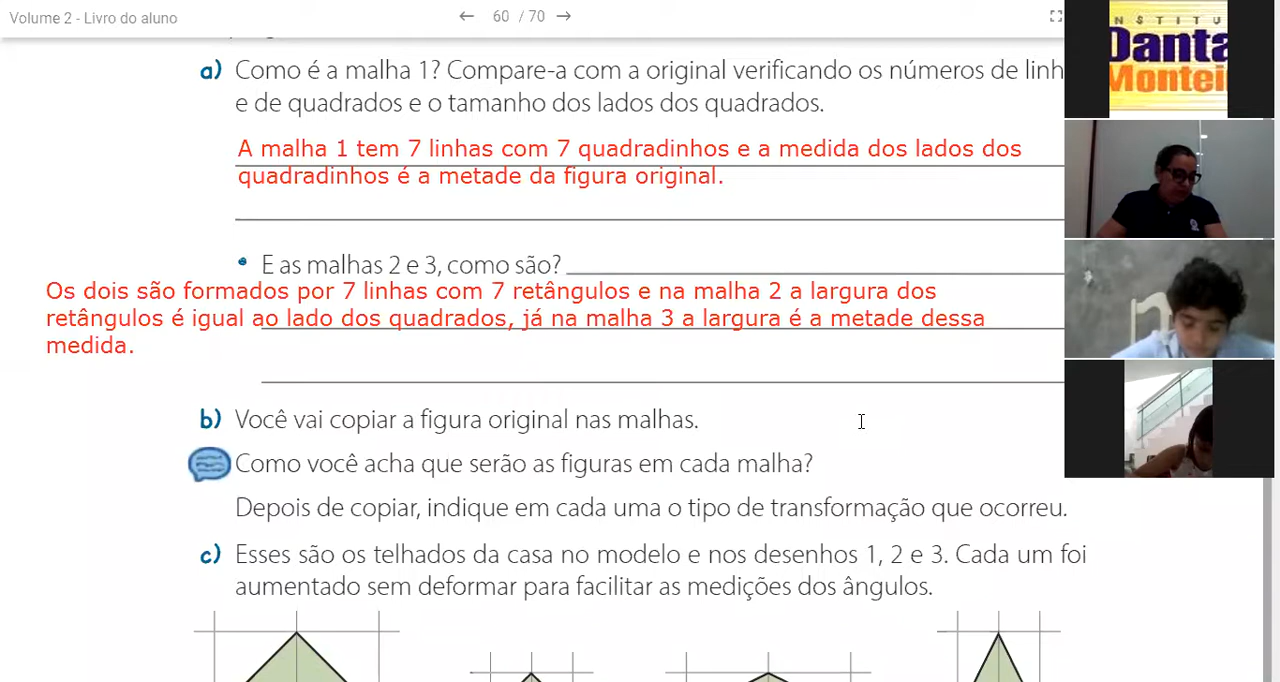 Volume 2 - Livro do aluno
← 60 / 70 →
a) Como é a malha 1? Compare-a com a original verificando os números de linh
e de quadrados e o tamanho dos lados dos quadrados.
A malha 1 tem 7 linhas com 7 quadradinhos e a medida dos lados dos
quadradinhos é a metade da figura original.
• E as malhas 2 e 3, como são?
Os dois são formados por 7 linhas com 7 retângulos e na malha 2 a largura dos
retângulos é igual ao lado dos quadrados, já na malha 3 a largura é a metade dessa
medida.
b) Você vai copiar a figura original nas malhas.
Como você acha que serão as figuras em cada malha?
Depois de copiar, indique em cada uma o tipo de transformação que ocorreu.
c) Esses são os telhados da casa no modelo e nos desenhos 1, 2 e 3. Cada um foi
aumentado sem deformar para facilitar as medições dos ângulos.
NSTITU
Danta
Montei